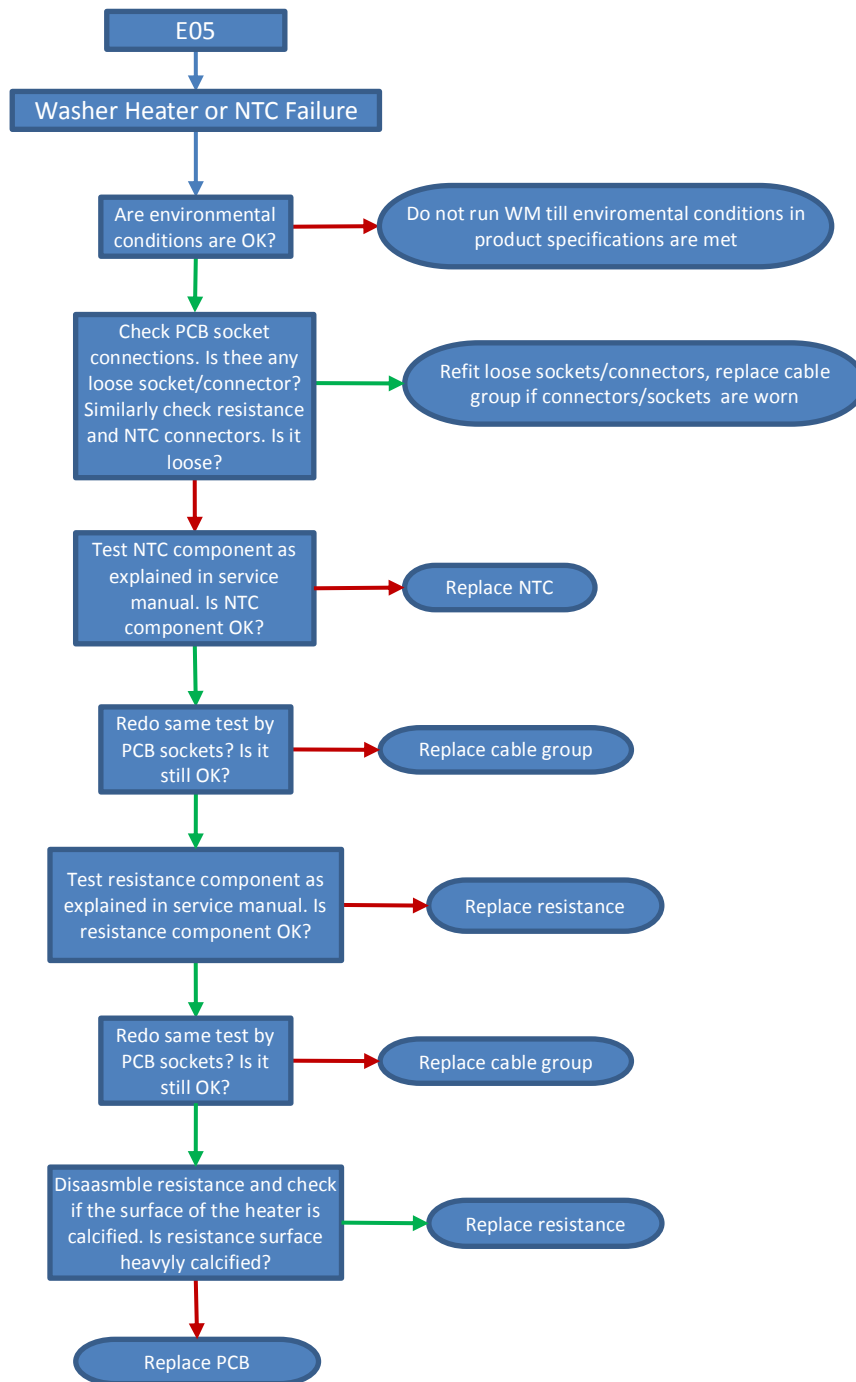 E05
Washer Heater or NTC Failure
Are environmental
conditions are OK?
Do not run WM till enviromental conditions in
product specifications are met
Check PCB socket
connections. Is thee any
loose socket/connector?
Similarly check resistance
and NTC connectors. Is it
loose?
Refit loose sockets/connectors, replace cable
group if connectors/sockets are worn
Test NTC component as
explained in service
manual. Is NTC
component OK?
Replace NTC
Redo same test by
PCB sockets? Is it
still OK?
Replace cable group
Test resistance component as
explained in service manual. Is
resistance component OK?
Replace resistance
Redo same test by
PCB sockets? Is it
still OK?
Replace cable group
Disaasmble resistance and check
if the surface of the heater is
calcified. Is resistance surface
heavyly calcified?
Replace resistance
Replace PCB